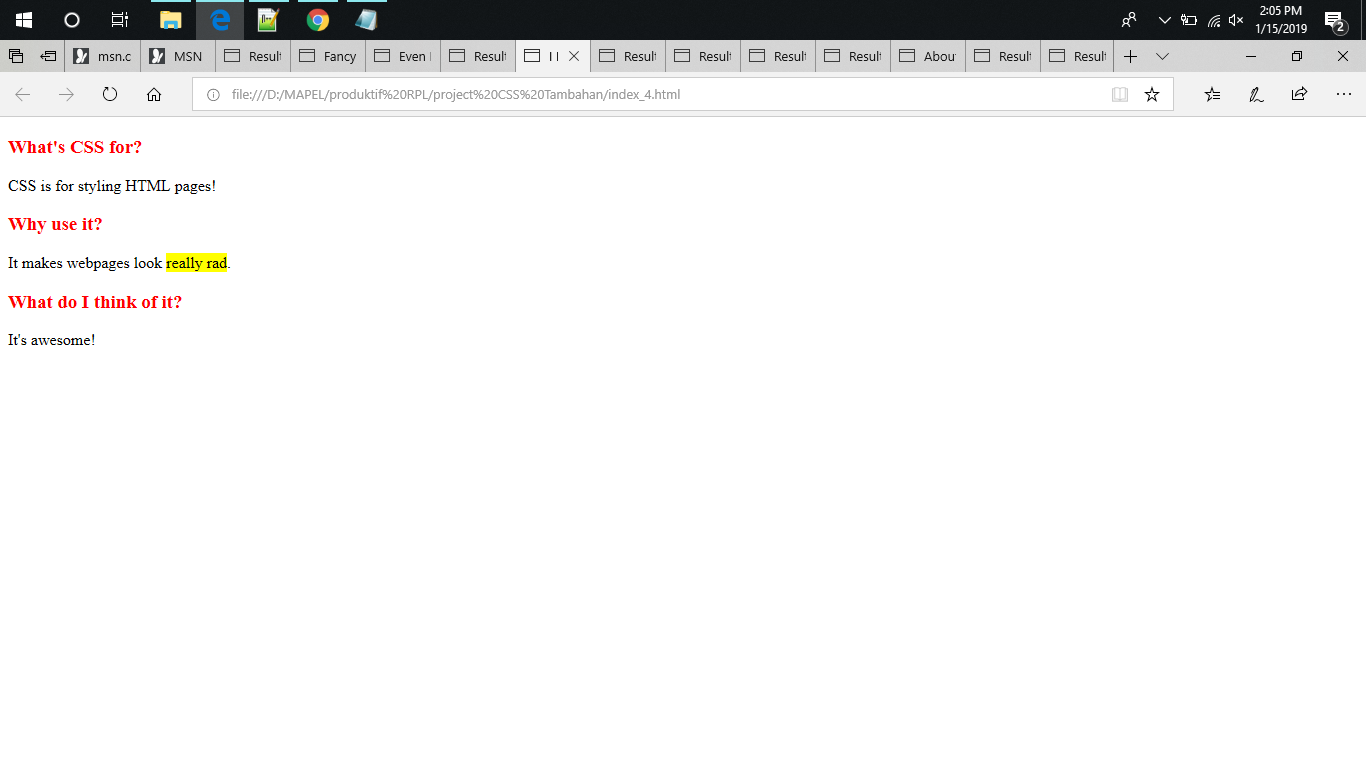 2:05 PM
1/15/2019
2
msn.c
MSN
Result
Fancy
Even
Result
Result
Result
Result
Result
About
Result
Result
file:///D:/MAPEL/produktif%20RPL/project%20CSS%20Tambahan/index_4.html
What's CSS for?
CSS is for styling HTML pages!
Why use it?
It makes webpages look really rad.
What do I think of it?
It's awesome!